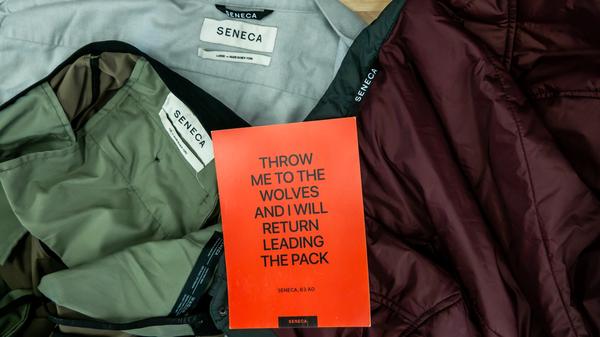 SENECA
SENECA
SENECA
SENECA
THROW
ME TO THE
WOLVES
AND I WILL
RETURN
LEADING
THE PACK
SENECA, 63 AD
SENECA